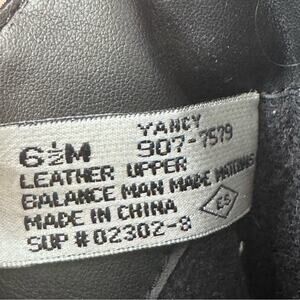 YANCY
6½M 907-7579
LEATHER UPPER
BALANCE MAN MADE MATERIALS
MADE IN CHINA
SUP # 02302-8